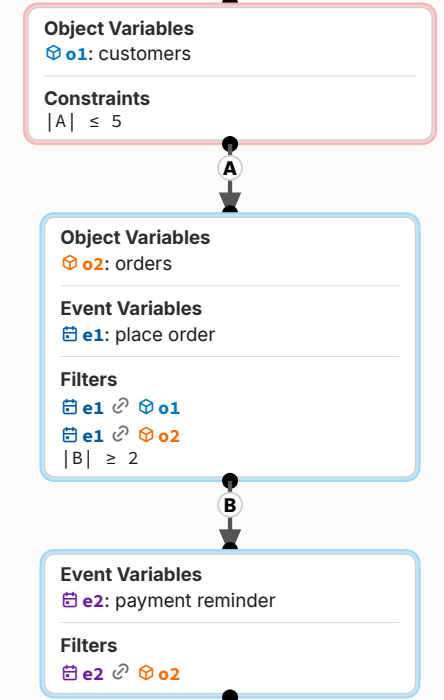 Object Variables
o1: customers
Constraints
|A| ≤ 5
A
Object Variables
o2: orders
Event Variables
e1: place order
Filters
e1 o1
e1 o2
|B| ≥ 2
B
Event Variables
e2: payment reminder
Filters
e2 o2